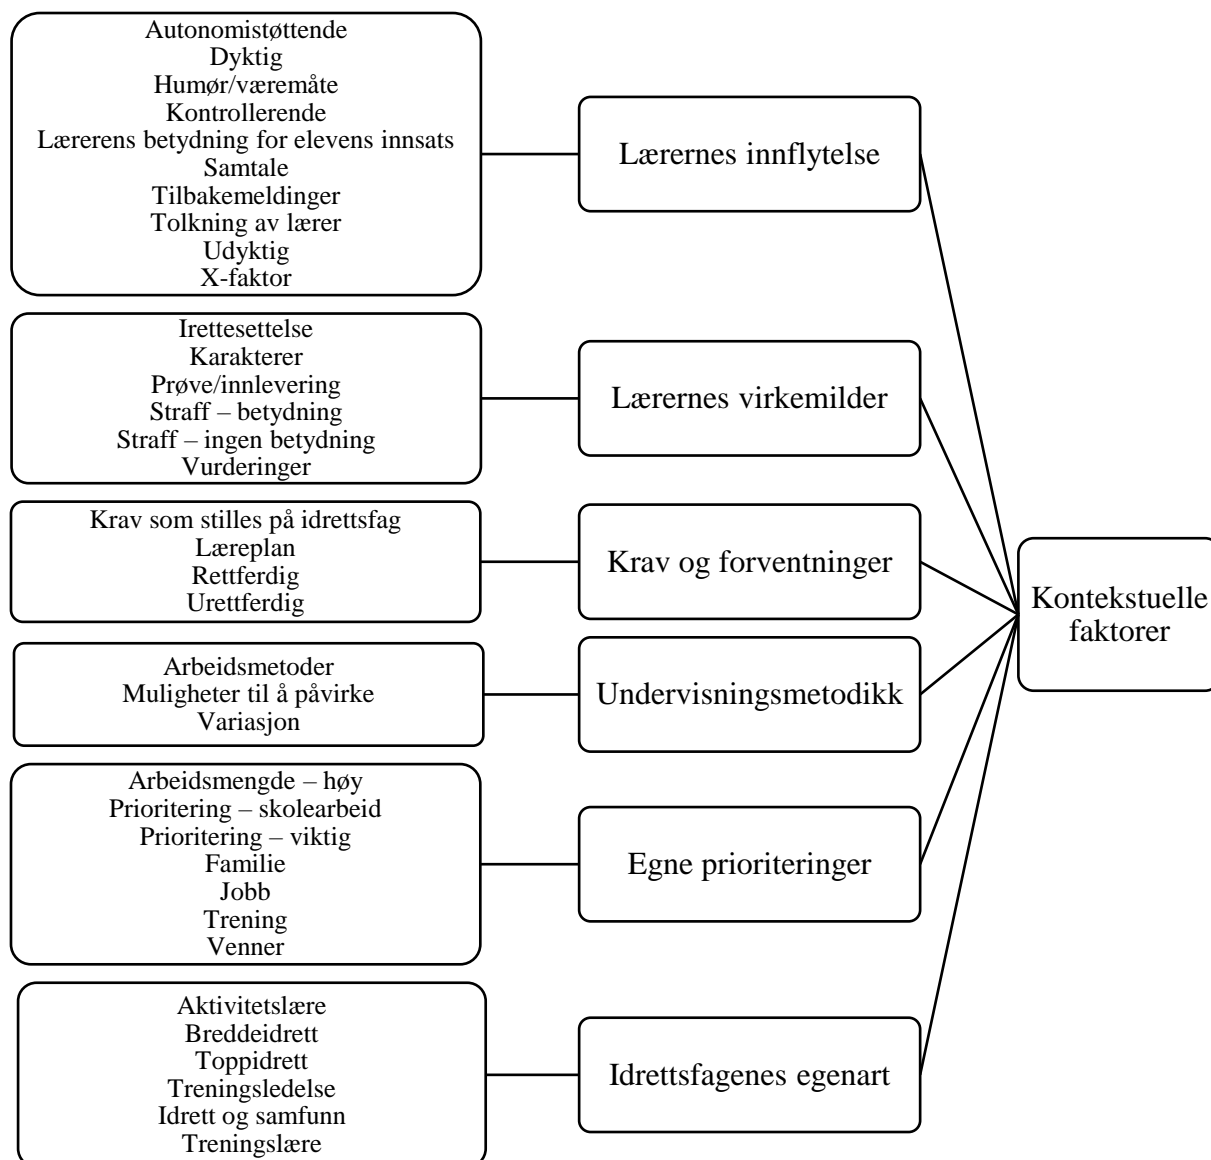 Autonomistøttende
Dyktig
Humør/væremåte
Kontrollerende
Lærerens betydning for elevens innsats
Samtale
Tilbakemeldinger
Tolkning av lærer
Udyktig
X-faktor
Lærernes innflytelse
Irettesettelse
Karakterer
Prøve/innlevering
Straff – betydning
Straff – ingen betydning
Vurderinger
Lærernes virkemilder
Krav som stilles på idrettsfag
Læreplan
Rettferdig
Urettferdig
Krav og forventninger
Arbeidsmetoder
Muligheter til å påvirke
Variasjon
Undervisningsmetodikk
Arbeidsmengde – høy
Prioritering – skolearbeid
Prioritering – viktig
Familie
Jobb
Trening
Venner
Egne prioriteringer
Aktivitetslære
Breddeidrett
Toppidrett
Treningsledelse
Idrett og samfunn
Treningslære
Idrettsfagenes egenart
Kontekstuelle
faktorer